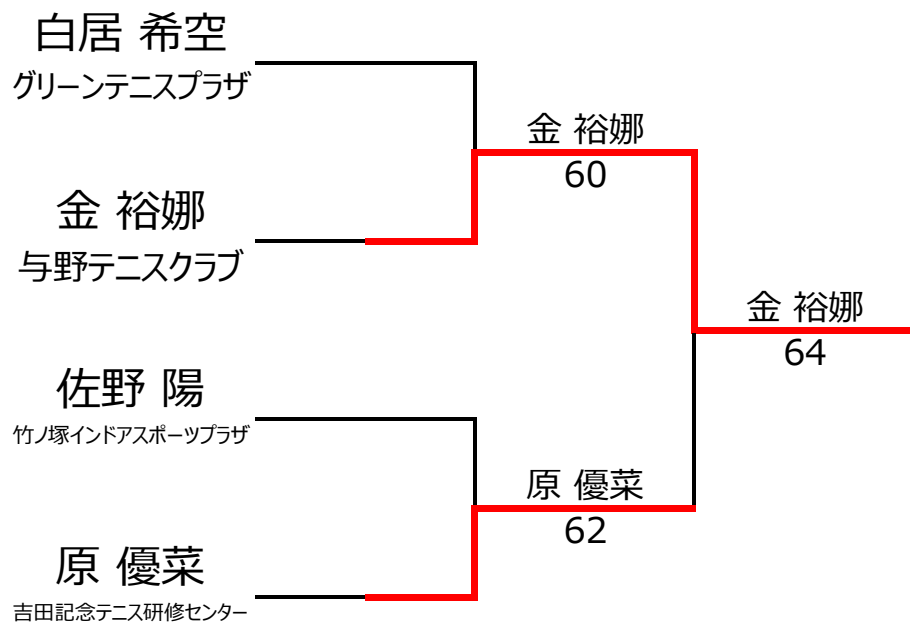 白居 希空
グリーンテニスプラザ
金 裕娜
60
金 裕娜
与野テニスクラブ
金 裕娜
64
佐野 陽
竹ノ塚インドアスポーツプラザ
原 優菜
62
原 優菜
吉田記念テニス研修センター